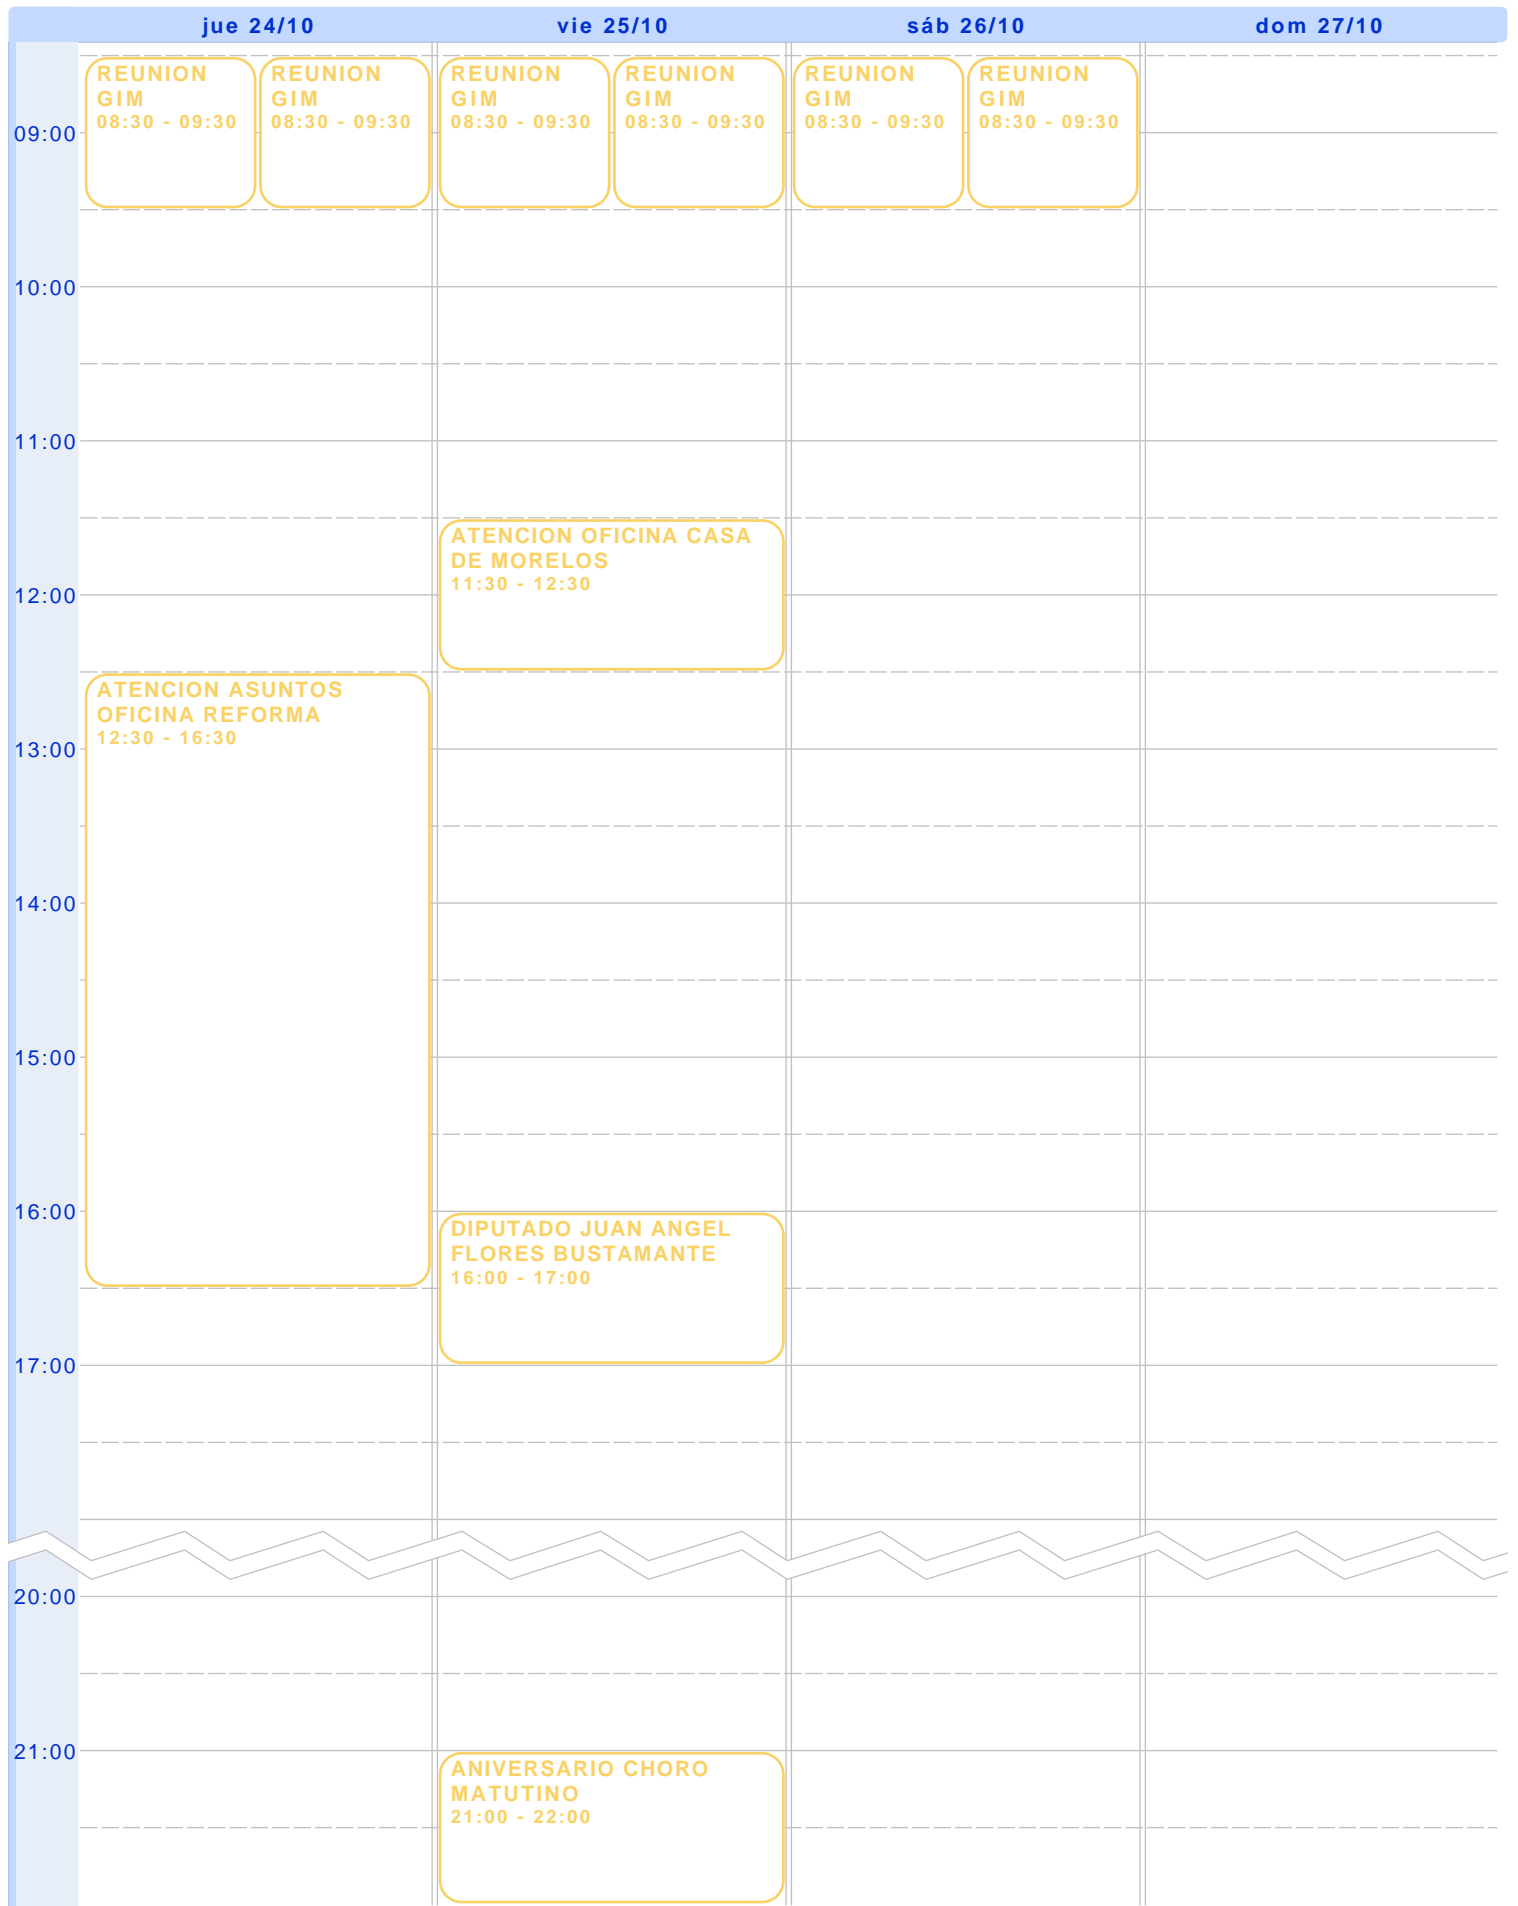 jue 24/10 vie 25/10 sáb 26/10 dom 27/10
REUNION REUNION REUNION REUNION REUNION REUNION
GIM GIM GIM GIM GIM GIM
08:30 - 09:30 08:30 - 09:30 08:30 - 09:30 08:30 - 09:30 08:30 - 09:30 08:30 - 09:30
09:00
10:00
11:00
ATENCION OFICINA CASA
DE MORELOS
11:30 - 12:30
12:00
ATENCION ASUNTOS
OFICINA REFORMA
12:30 - 16:30
13:00
14:00
15:00
16:00
DIPUTADO JUAN ANGEL
FLORES BUSTAMANTE
16:00 - 17:00
17:00
20:00
21:00
ANIVERSARIO CHORO
MATUTINO
21:00 - 22:00